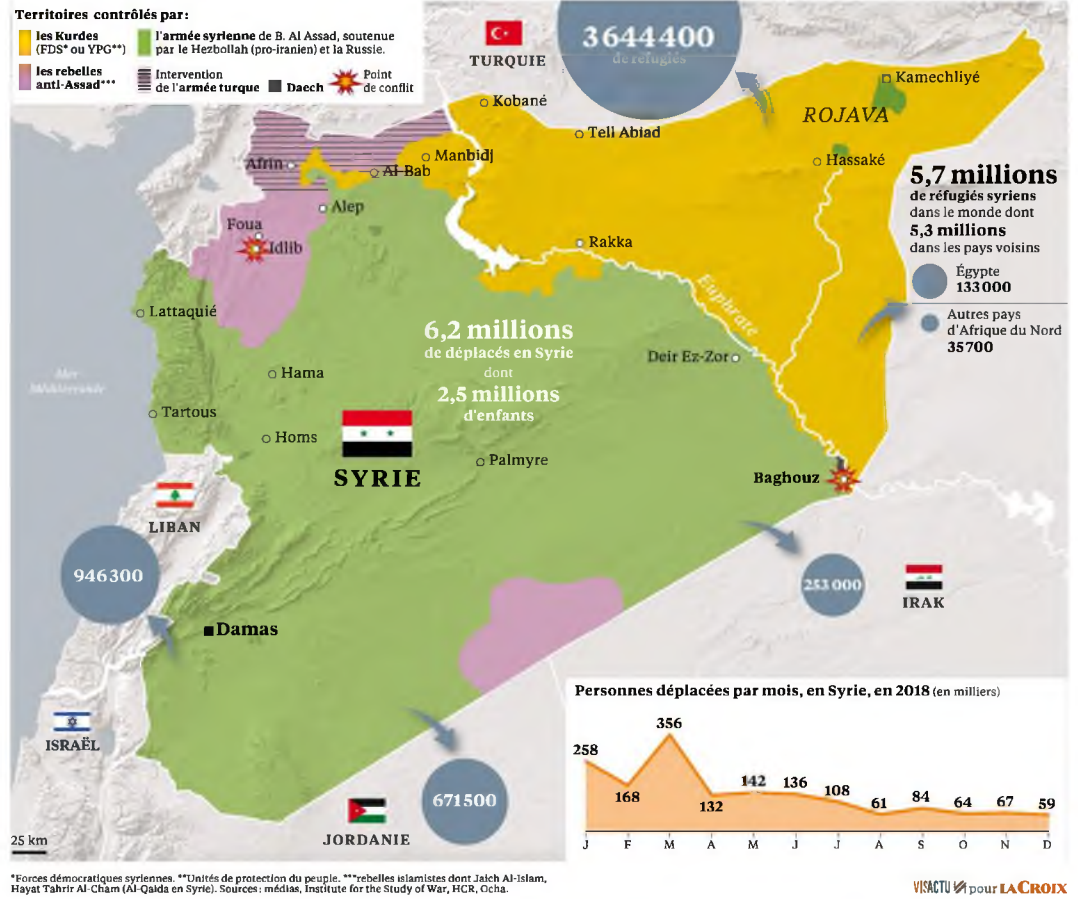 Territoires contrôlés par:
les Kurdes
(FDS* ou YPG**)
l'armée syrienne de B. Al Assad, soutenue
par le Hezbollah (pro-iranien) et la Russie.
les rebelles
anti-Assad***
Intervention
de l'armée turque
Daech
Point
de conflit
TURQUIE
3644400
de réfugiés
Kobané
Tell Abiad
Kamechliyé
ROJAVA
Hassaké
Manbidj
Afrin
Al-Bab
Alep
Foua
Idlib
Rakka
5,7 millions
de réfugiés syriens
dans le monde dont
5,3 millions
dans les pays voisins
Égypte
133000
Autres pays
d'Afrique du Nord
35700
Euphrate
Lattaquié
6,2 millions
de déplacés en Syrie
dont
2,5 millions
d'enfants
Deir Ez-Zor
Mer
Méditerranée
Hama
Tartous
Homs
Palmyre
SYRIE
Baghouz
LIBAN
946300
253 000
IRAK
Damas
ISRAËL
671500
JORDANIE
25 km
Personnes déplacées par mois, en Syrie, en 2018 (en milliers)
258
168
356
132
142
136
108
61
84
64
67
59
J F M A M J J A S O N D
*Forces démocratiques syriennes. **Unités de protection du peuple. ***rebelles islamistes dont Jaich Al-Islam,
Hayat Tahrir Al-Cham (Al-Qaida en Syrie). Sources: médias, Institute for the Study of War, HCR, Ocha.
VISACTU pour LA CROIX